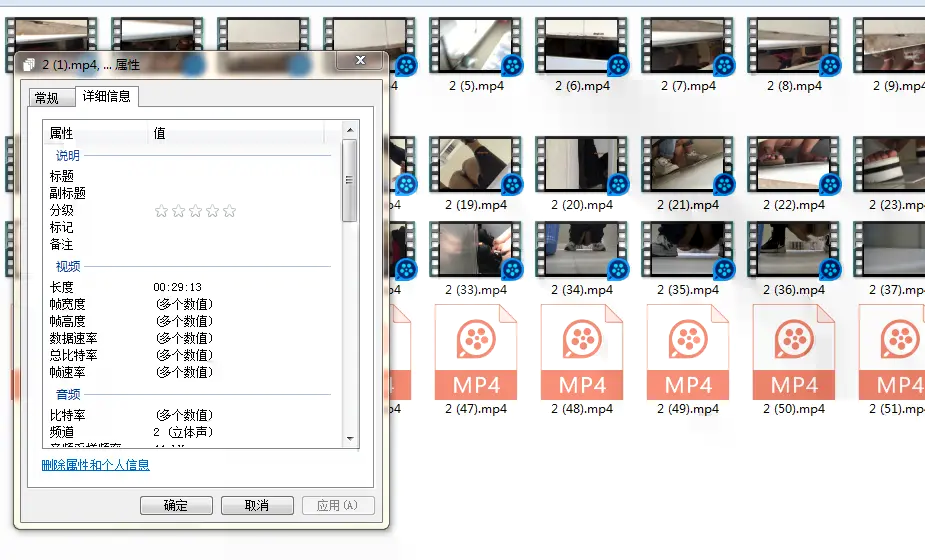 2 (1).mp4, ... 属性
常规
详细信息
属性
值
说明
标题
副标题
分级
标记
备注
视频
长度
00:29:13
帧宽度
(多个数值)
帧高度
(多个数值)
数据速率
(多个数值)
总比特率
(多个数值)
帧速率
(多个数值)
音频
比特率
(多个数值)
频道
2 (立体声)
删除属性和个人信息
确定
取消
应用(A)
2 (5).mp4
2 (6).mp4
2 (7).mp4
2 (8).mp4
2 (9).mp
2 (19).mp4
2 (20).mp4
2 (21).mp4
2 (22).mp4
2 (23).mp
2 (33).mp4
2 (34).mp4
2 (35).mp4
2 (36).mp4
2 (37).mp
MP4
MP4
MP4
MP4
MP4
2 (47).mp4
2 (48).mp4
2 (49).mp4
2 (50).mp4
2 (51).mp